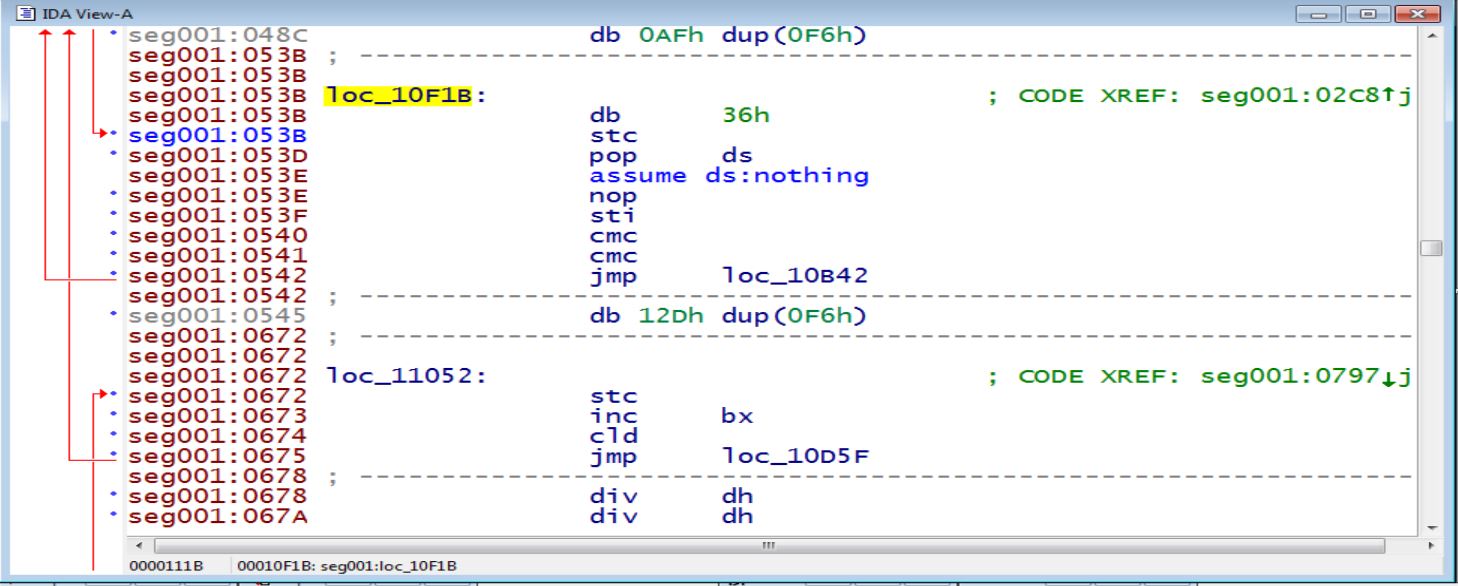 IDA View-A
seg001:048C db 0AFh dup(0F6h)
seg001:053B ; ---------------------------------------------------------------
seg001:053B
seg001:053B loc_10F1B: ; CODE XREF: seg001:02C8↑j
seg001:053B db 36h
seg001:053B stc
seg001:053D pop ds
seg001:053E assume ds:nothing
seg001:053E nop
seg001:053F sti
seg001:0540 cmc
seg001:0541 cmc
seg001:0542 jmp loc_10B42
seg001:0542 ; ---------------------------------------------------------------
seg001:0545 db 12Dh dup(0F6h)
seg001:0672 ; ---------------------------------------------------------------
seg001:0672
seg001:0672 loc_11052: ; CODE XREF: seg001:0797↓j
seg001:0672 stc
seg001:0673 inc bx
seg001:0674 cld
seg001:0675 jmp loc_10D5F
seg001:0678 ; ---------------------------------------------------------------
seg001:0678 div dh
seg001:067A div dh
0000111B 00010F1B: seg001:loc_10F1B